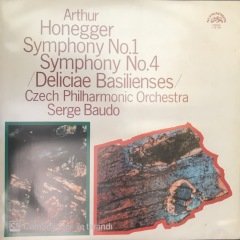 Arthur
Honegger
Symphony No.1
Symphony No.4
/Deliciae Basilienses/
Czech Philharmonic Orchestra
Serge Baudo